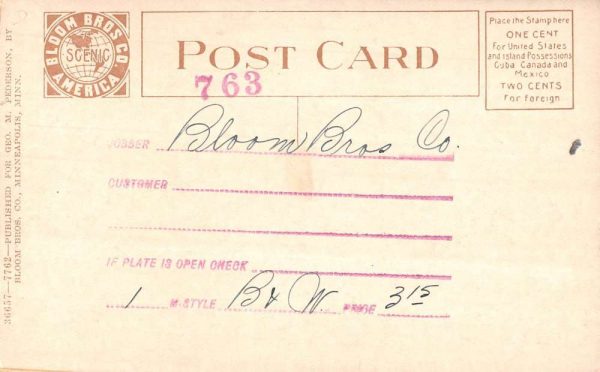 BLOOM BROS CO
SCENIC
AMERICA
POST CARD
Place the Stamp here
ONE CENT
For United States
and Island Possessions
Cuba Canada and
Mexico
TWO CENTS
For Foreign
763
JOBBER Bloom Bros Co.
CUSTOMER
IF PLATE IS OPEN CHECK
1 M-STYLE B & W PRICE 3 15
36657—7762—PUBLISHED FOR GEO. M. PEDERSON, BY
BLOOM BROS. CO., MINNEAPOLIS, MINN.